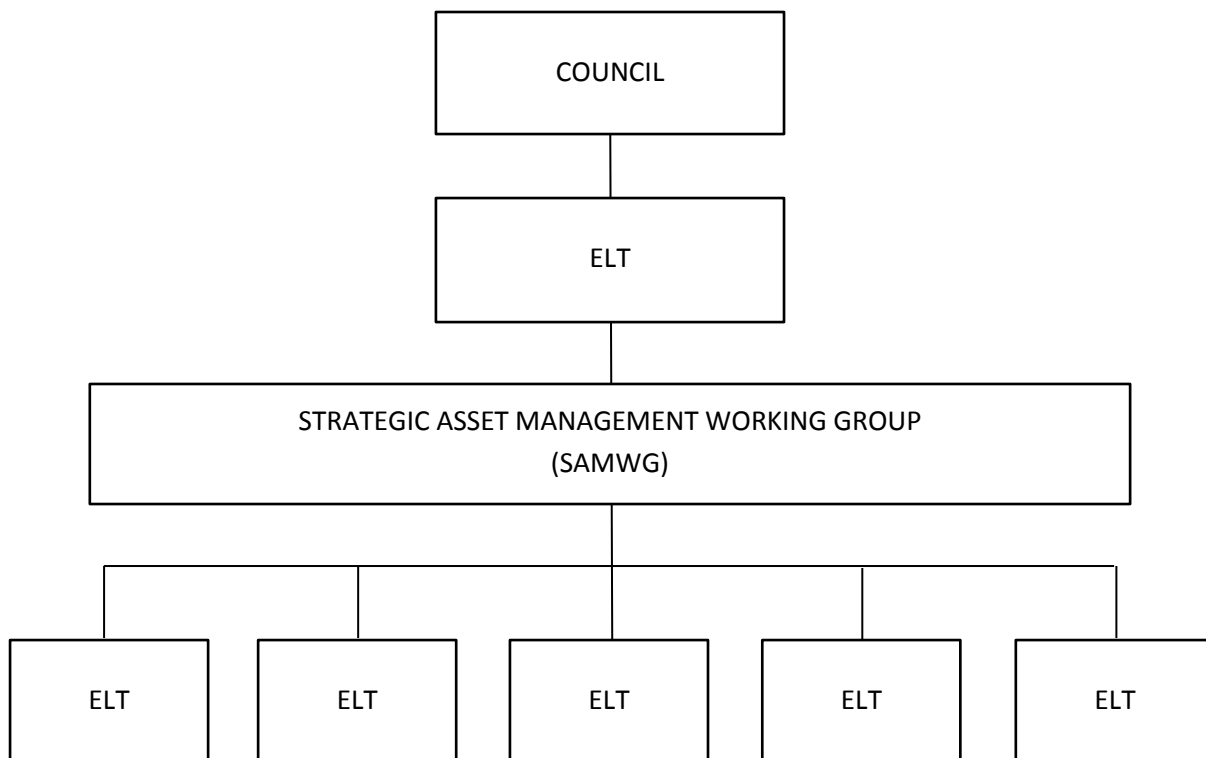 COUNCIL
ELT
STRATEGIC ASSET MANAGEMENT WORKING GROUP
(SAMWG)
ELT
ELT
ELT
ELT
ELT